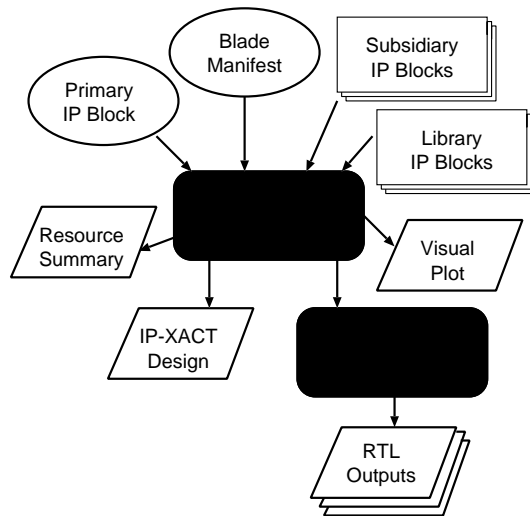 Blade
Manifest
Subsidiary
IP Blocks
Primary
IP Block
Library
IP Blocks
Resource
Summary
Visual
Plot
IP-XACT
Design
RTL
Outputs